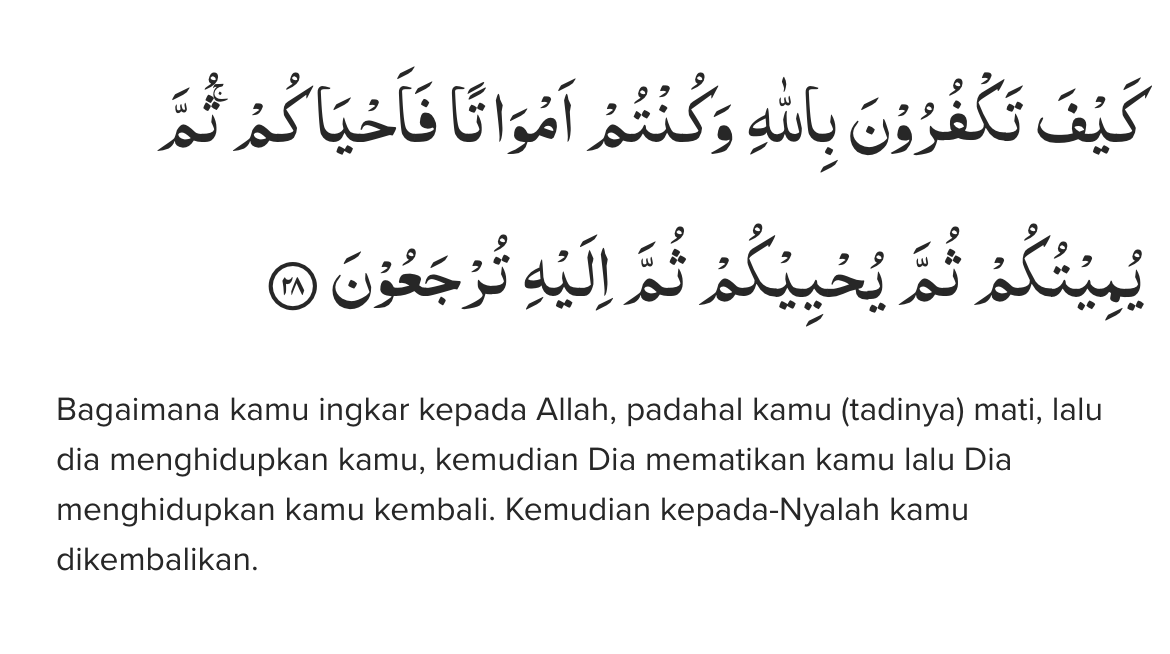 كَيْفَ تَكْفُرُوْنَ بِاللّٰهِ وَكُنْتُمْ اَمْوَاتًا فَاَحْيَاكُمْۚ ثُمَّ
يُمِيْتُكُمْ ثُمَّ يُحْيِيْكُمْ ثُمَّ اِلَيْهِ تُرْجَعُوْنَ ٢٨
Bagaimana kamu ingkar kepada Allah, padahal kamu (tadinya) mati, lalu
dia menghidupkan kamu, kemudian Dia mematikan kamu lalu Dia
menghidupkan kamu kembali. Kemudian kepada-Nyalah kamu
dikembalikan.